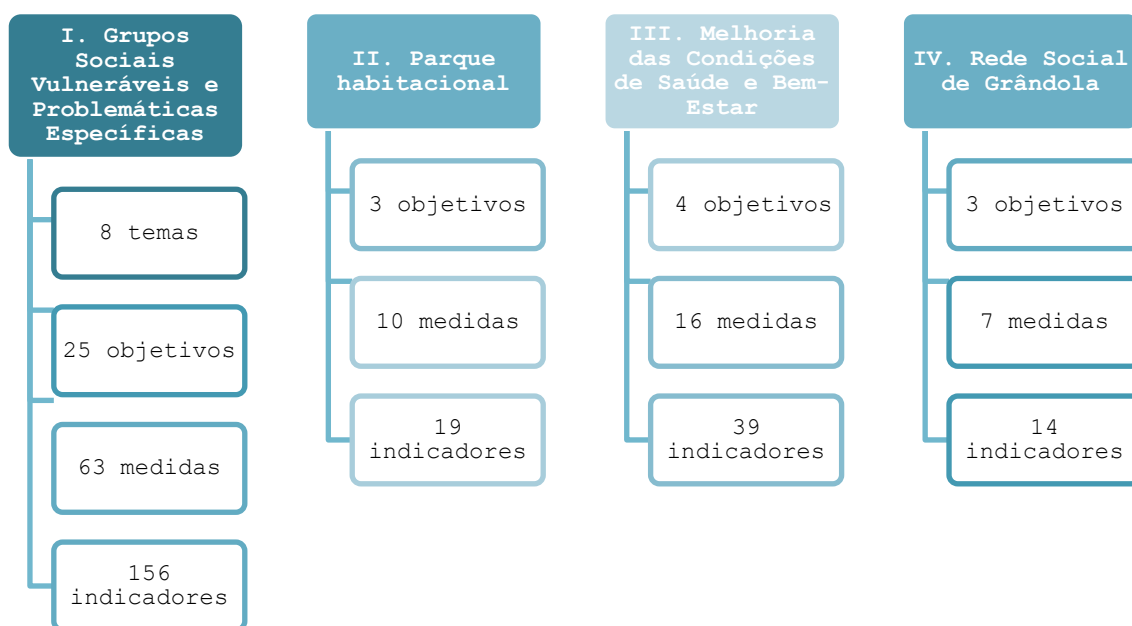 I. Grupos
Sociais
Vulneráveis e
Problemáticas
Específicas
8 temas
25 objetivos
63 medidas
156
indicadores
II. Parque
habitacional
3 objetivos
10 medidas
19
indicadores
III. Melhoria
das Condições
de Saúde e Bem-
Estar
4 objetivos
16 medidas
39
indicadores
IV. Rede Social
de Grândola
3 objetivos
7 medidas
14
indicadores